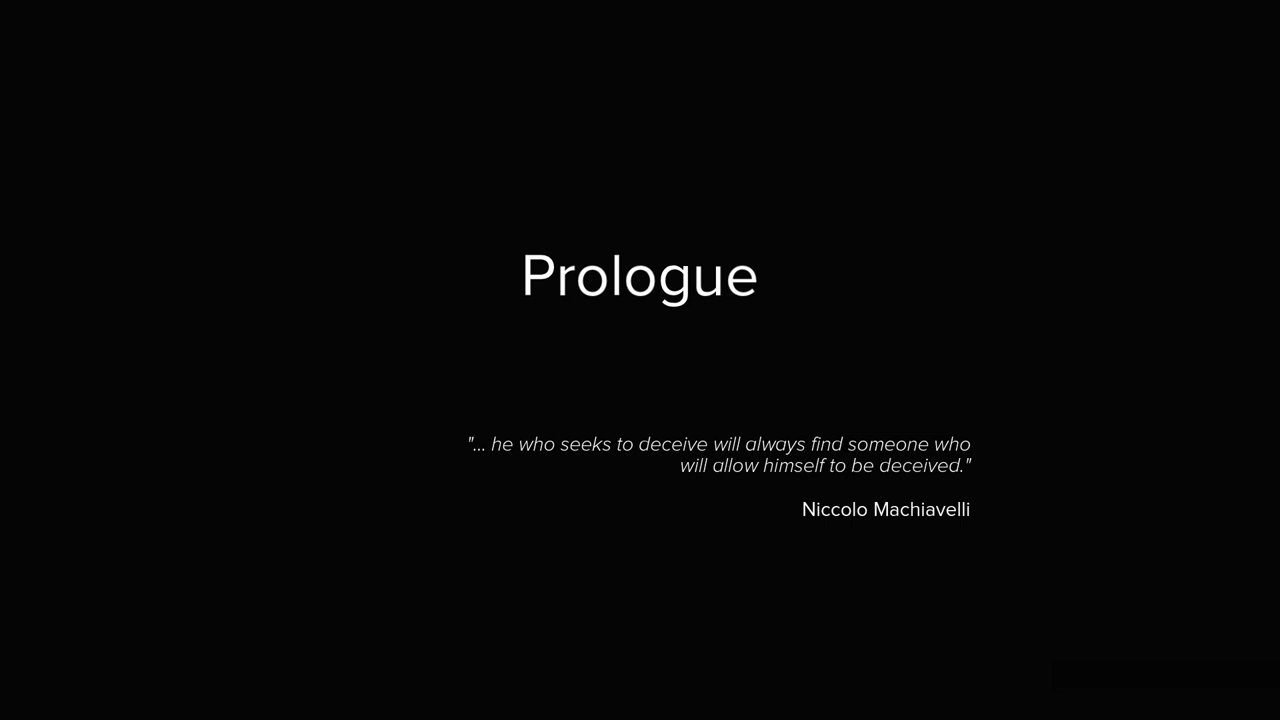 Prologue
"... he who seeks to deceive will always find someone who
will allow himself to be deceived."
Niccolo Machiavelli